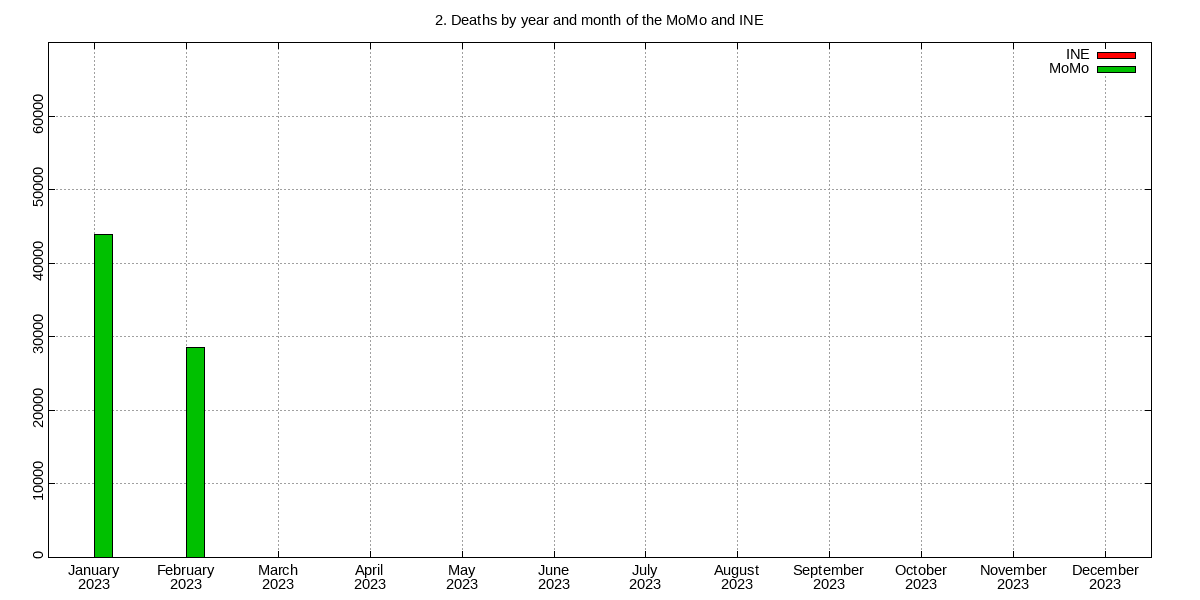 2. Deaths by year and month of the MoMo and INE
INE
MoMo
60000
50000
40000
30000
20000
10000
0
January February March April May June July August September October November December
2023 2023 2023 2023 2023 2023 2023 2023 2023 2023 2023 2023